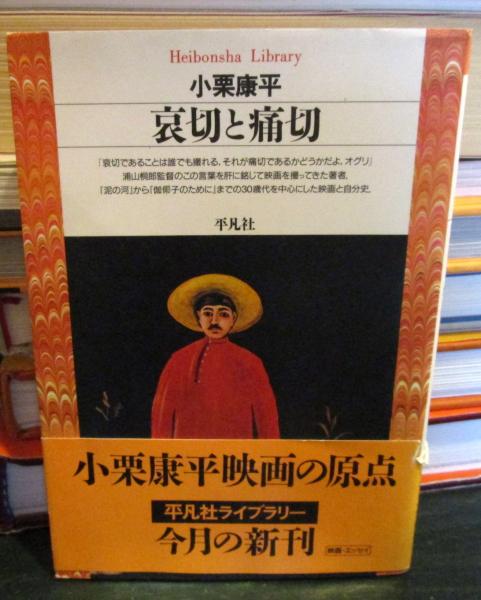 Heibonsha Library
小栗康平
哀切と痛切
「哀切であることは誰でも撮れる。それが痛切であるかどうかだよ、オグリ」
浦山桐郎監督のこの言葉を肝に銘じて映画を撮ってきた著者。
『泥の河』から『伽倻子のために』までの30歳代を中心にした映画と自分史。
平凡社
小栗康平映画の原点
平凡社ライブラリー
今月の新刊
映画・エッセイ